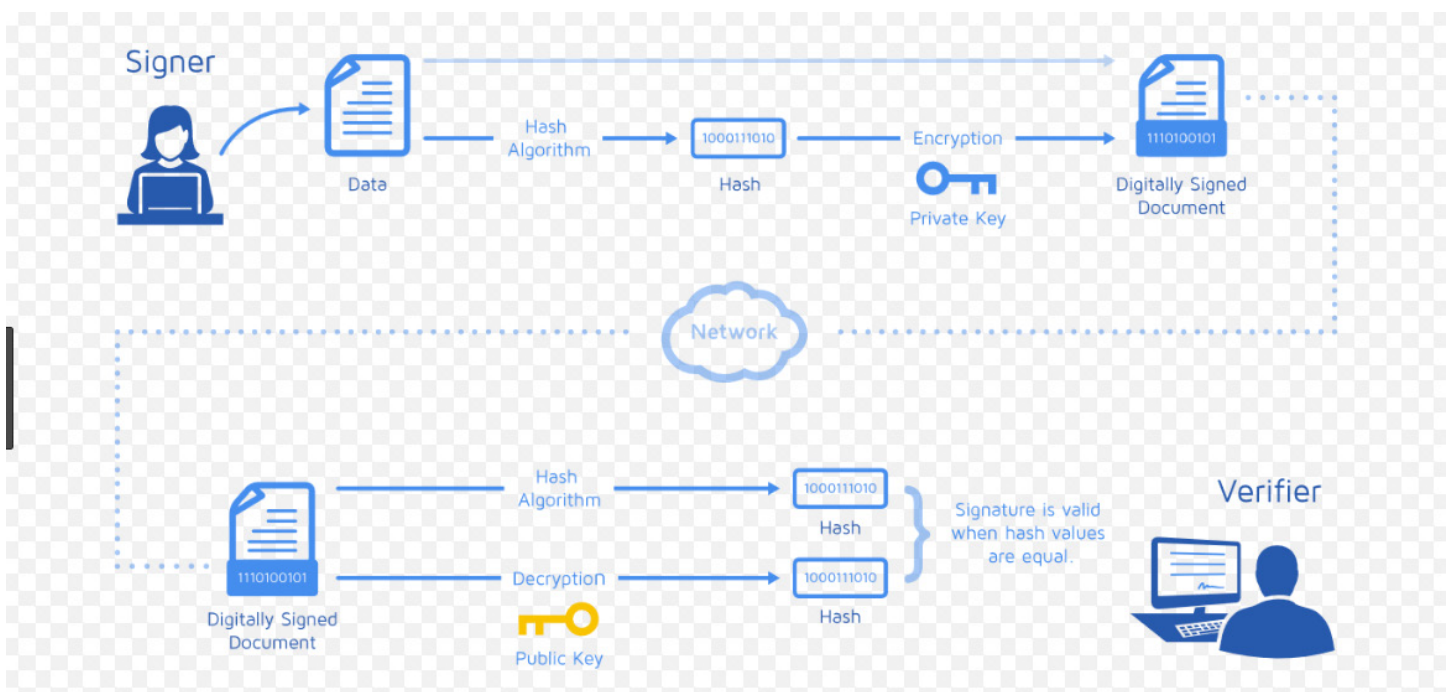 Signer
Data
Hash
Algorithm
1000111010
Hash
Encryption
Private Key
1110100101
Digitally Signed
Document
Network
1110100101
Digitally Signed
Document
Hash
Algorithm
1000111010
Hash
Decryption
Public Key
1000111010
Hash
Signature is valid
when hash values
are equal.
Verifier